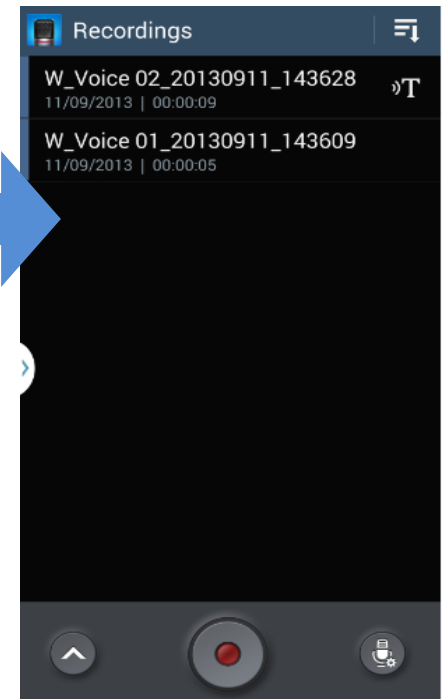 Recordings
W_Voice 02_20130911_143628
11/09/2013 | 00:00:09
T
W_Voice 01_20130911_143609
11/09/2013 | 00:00:05